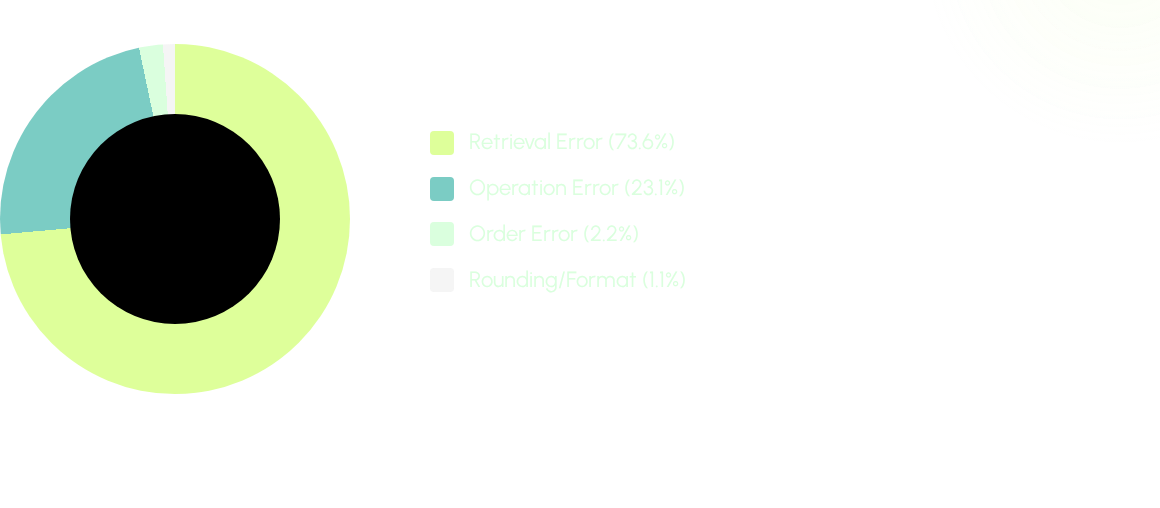 Retrieval Error (73.6%)
Operation Error (23.1%)
Order Error (2.2%)
Rounding/Format (1.1%)